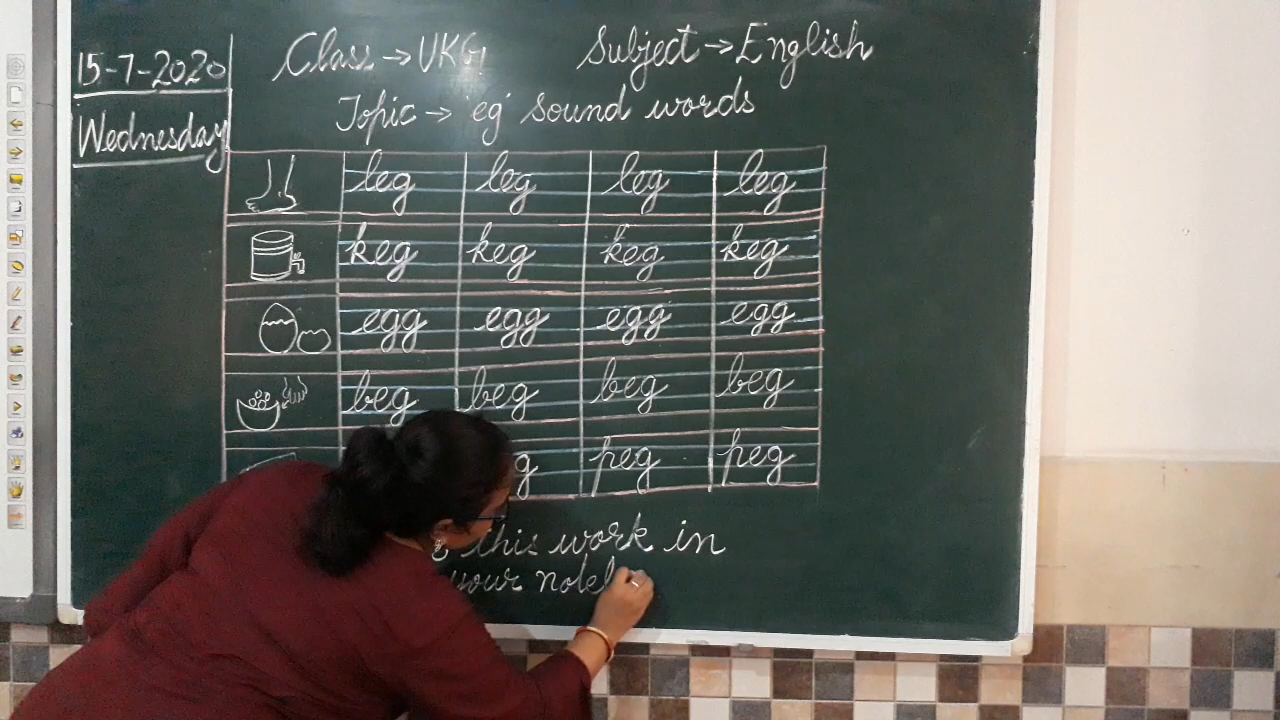 15-7-2020
Wednesday
Class → UKG Subject → English
Topic → 'eg' sound words
leg leg leg leg
keg keg keg keg
egg egg egg egg
beg beg beg beg
peg peg
this work in
your